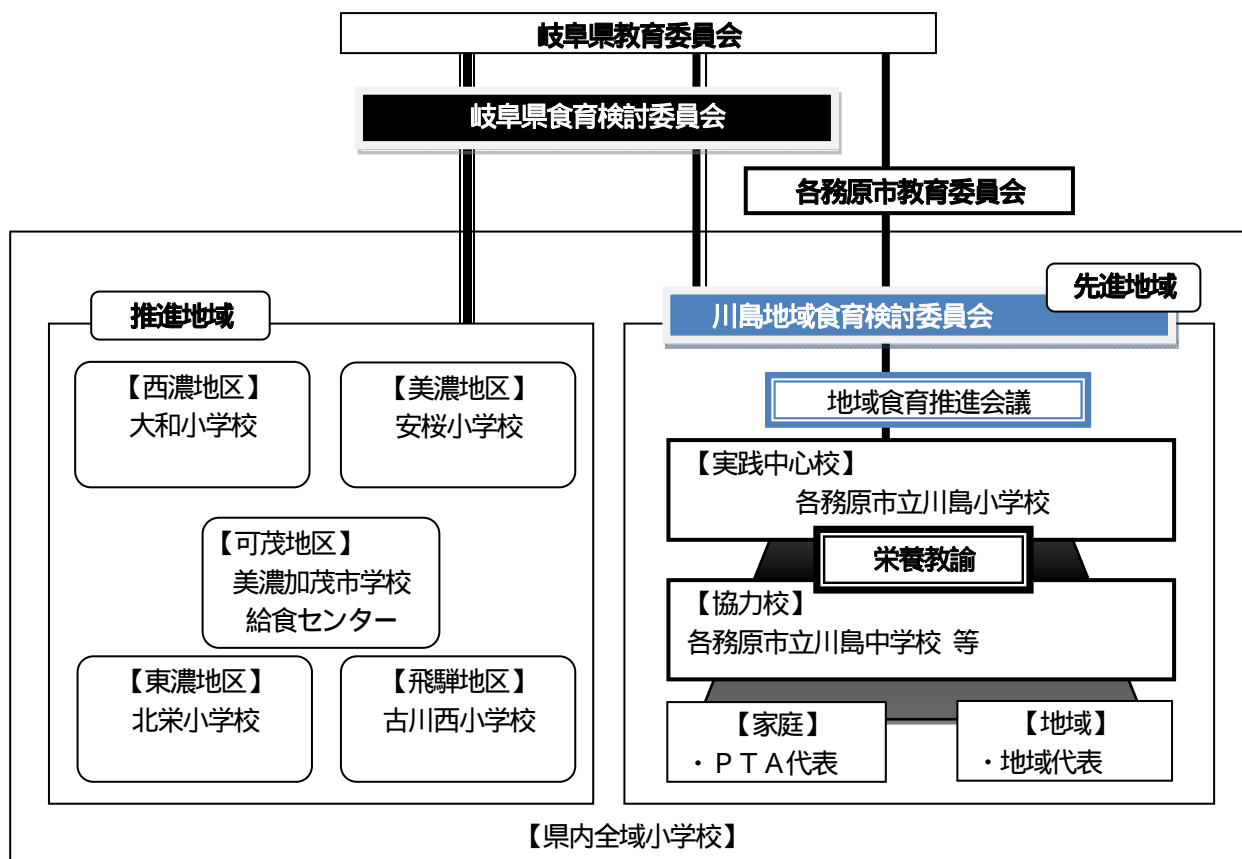 岐阜県教育委員会
岐阜県食育検討委員会
各務原市教育委員会
先進地域
推進地域
川島地域食育検討委員会
【西濃地区】
大和小学校
【美濃地区】
安桜小学校
【可茂地区】
美濃加茂市学校
給食センター
【東濃地区】
北栄小学校
【飛騨地区】
古川西小学校
地域食育推進会議
【実践中心校】
各務原市立川島小学校
栄養教諭
【協力校】
各務原市立川島中学校 等
【家庭】
・ＰＴＡ代表
【地域】
・地域代表
【県内全域小学校】